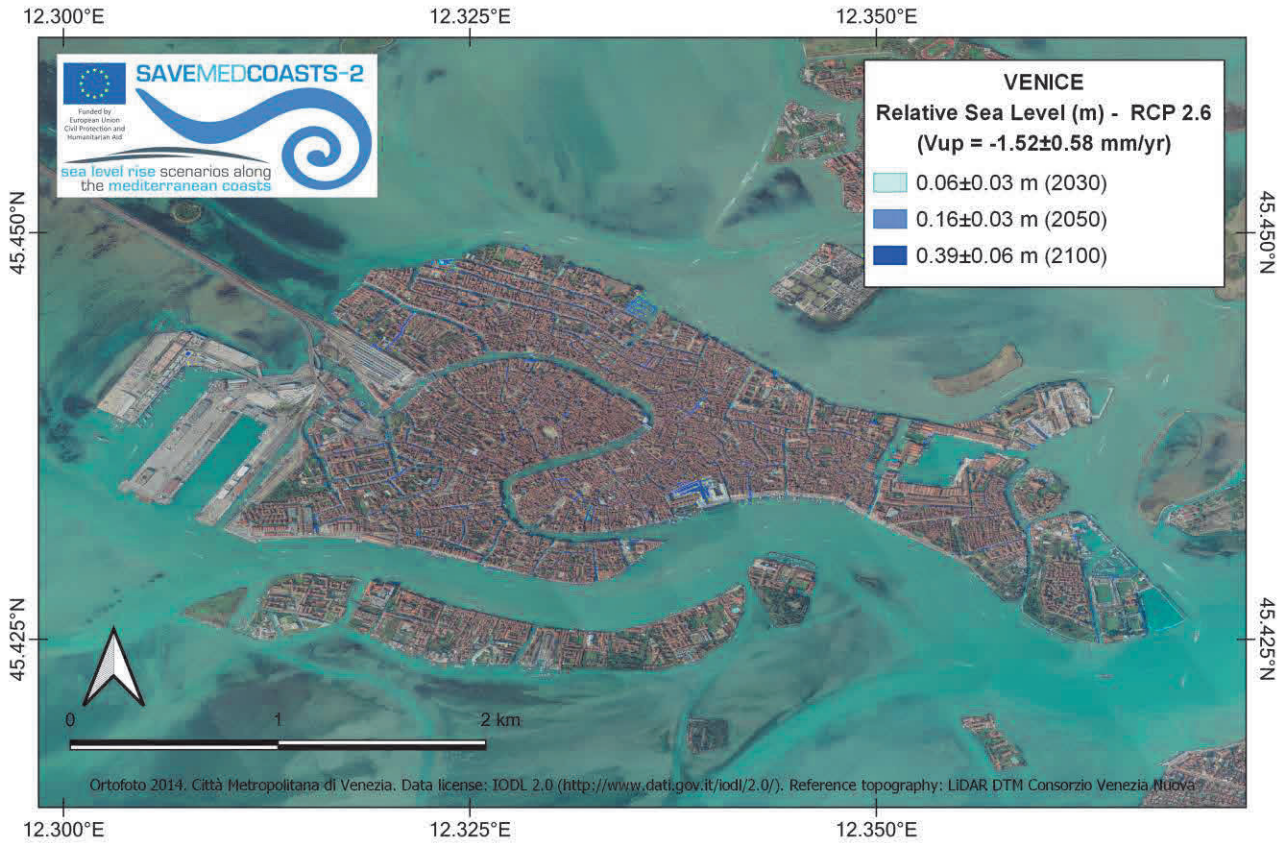 12.300°E
12.325°E
12.350°E
SAVEMEDCOASTS-2
Funded by
European Union
Civil Protection and
Humanitarian Aid
sea level rise scenarios along
the mediterranean coasts
VENICE
Relative Sea Level (m) - RCP 2.6
(Vup = -1.52±0.58 mm/yr)
0.06±0.03 m (2030)
0.16±0.03 m (2050)
0.39±0.06 m (2100)
45.450°N
45.450°N
45.425°N
45.425°N
0
1
2 km
Ortofoto 2014. Città Metropolitana di Venezia. Data license: IODL 2.0 (http://www.dati.gov.it/iodl/2.0/). Reference topography: LiDAR DTM Consorzio Venezia Nuova
12.300°E
12.325°E
12.350°E